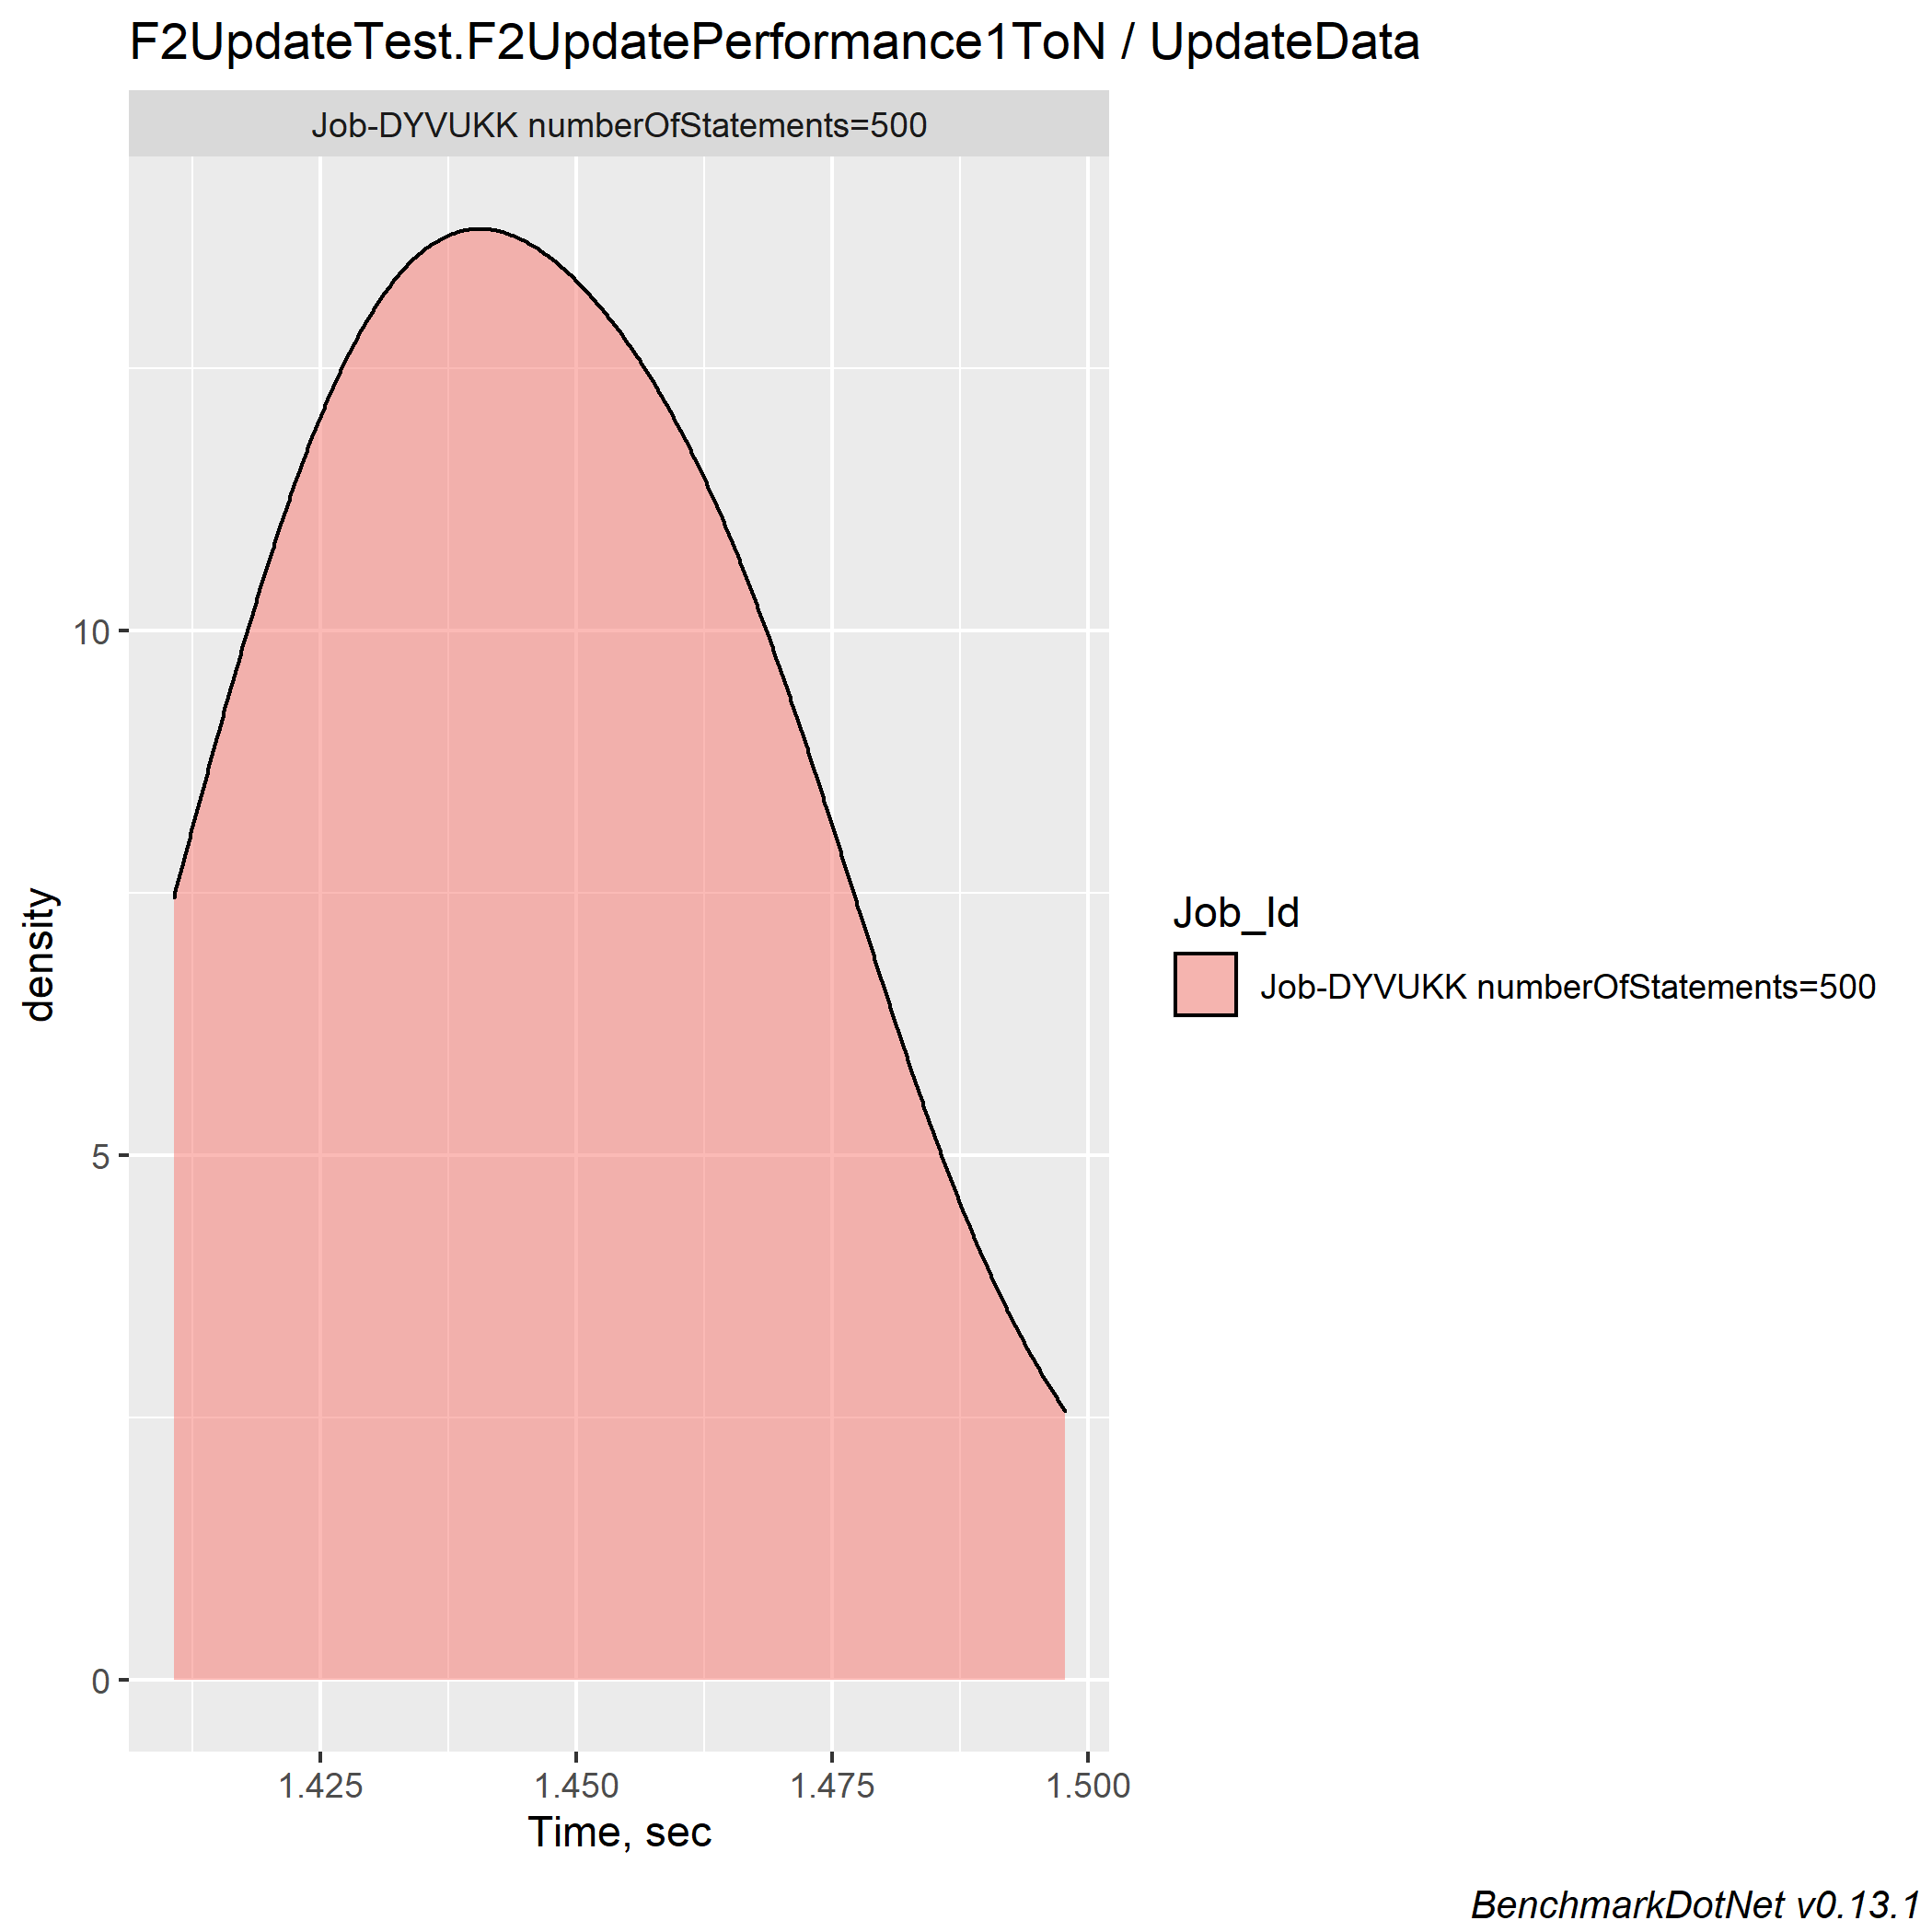 F2UpdateTest.F2UpdatePerformance1ToN / UpdateData
Job-DYVUKK numberOfStatements=500
10
5
0
density
1.425 1.450 1.475 1.500
Time, sec
Job_Id
Job-DYVUKK numberOfStatements=500
BenchmarkDotNet v0.13.1